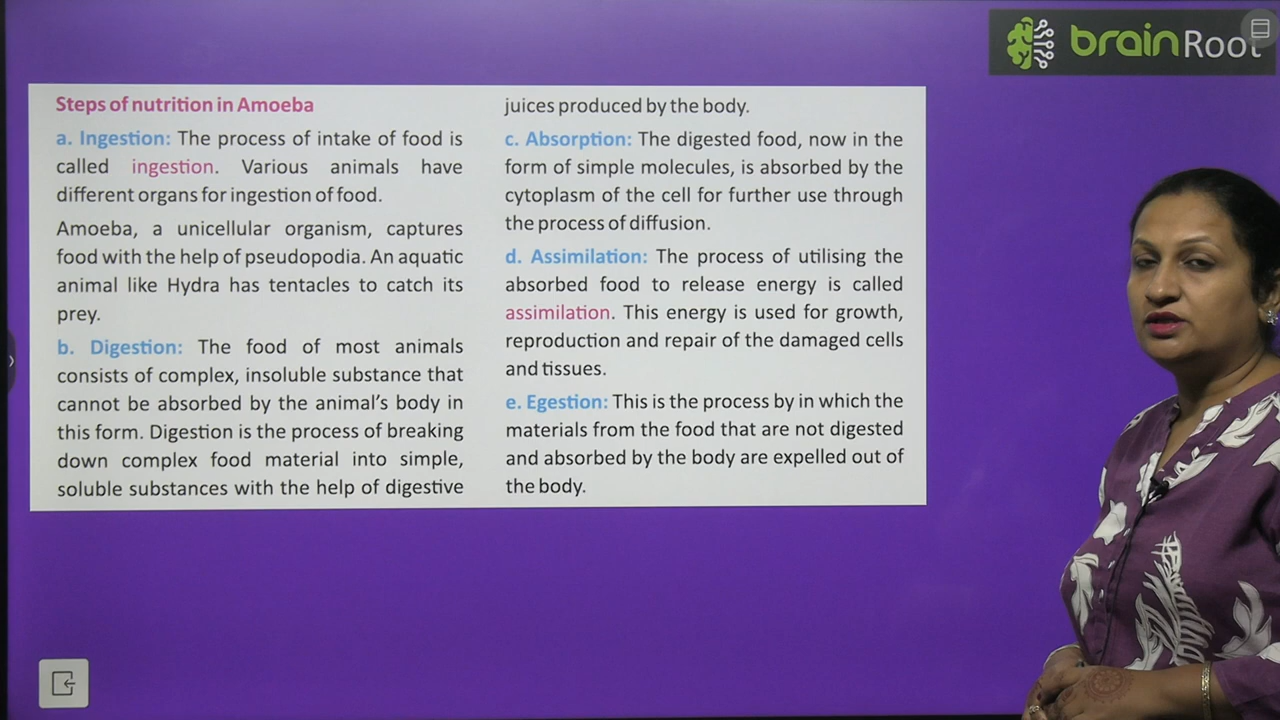 brainRoot
Steps of nutrition in Amoeba
a. Ingestion: The process of intake of food is
called ingestion. Various animals have
different organs for ingestion of food.
Amoeba, a unicellular organism, captures
food with the help of pseudopodia. An aquatic
animal like Hydra has tentacles to catch its
prey.
b. Digestion: The food of most animals
consists of complex, insoluble substance that
cannot be absorbed by the animal's body in
this form. Digestion is the process of breaking
down complex food material into simple,
soluble substances with the help of digestive
juices produced by the body.
c. Absorption: The digested food, now in the
form of simple molecules, is absorbed by the
cytoplasm of the cell for further use through
the process of diffusion.
d. Assimilation: The process of utilising the
absorbed food to release energy is called
assimilation. This energy is used for growth,
reproduction and repair of the damaged cells
and tissues.
e. Egestion: This is the process by in which the
materials from the food that are not digested
and absorbed by the body are expelled out of
the body.